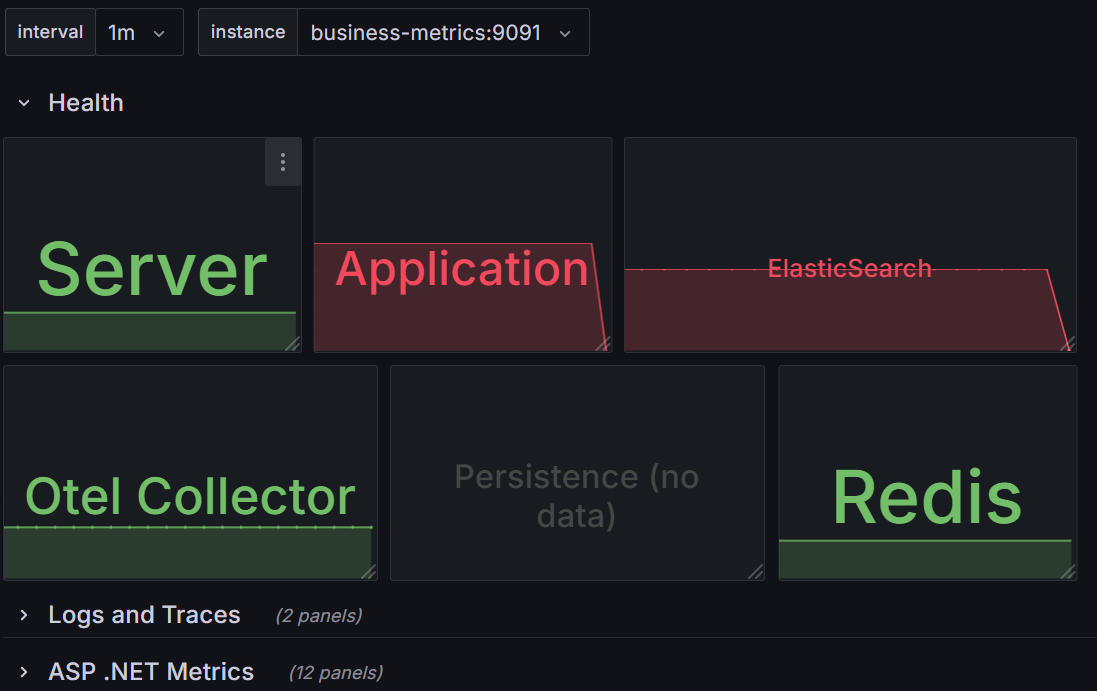 interval 1m instance business-metrics:9091
Health
Server
Application
ElasticSearch
Otel Collector
Persistence (no
data)
Redis
Logs and Traces (2 panels)
ASP .NET Metrics (12 panels)